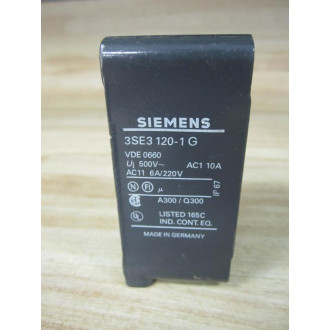 SIEMENS
3SE3 120-1 G
VDE 0660
Ui 500V~ AC1 10A
AC11 6A/220V
N FI µ IP 67
A300 / Q300
LISTED 165C
IND. CONT. EQ.
MADE IN GERMANY